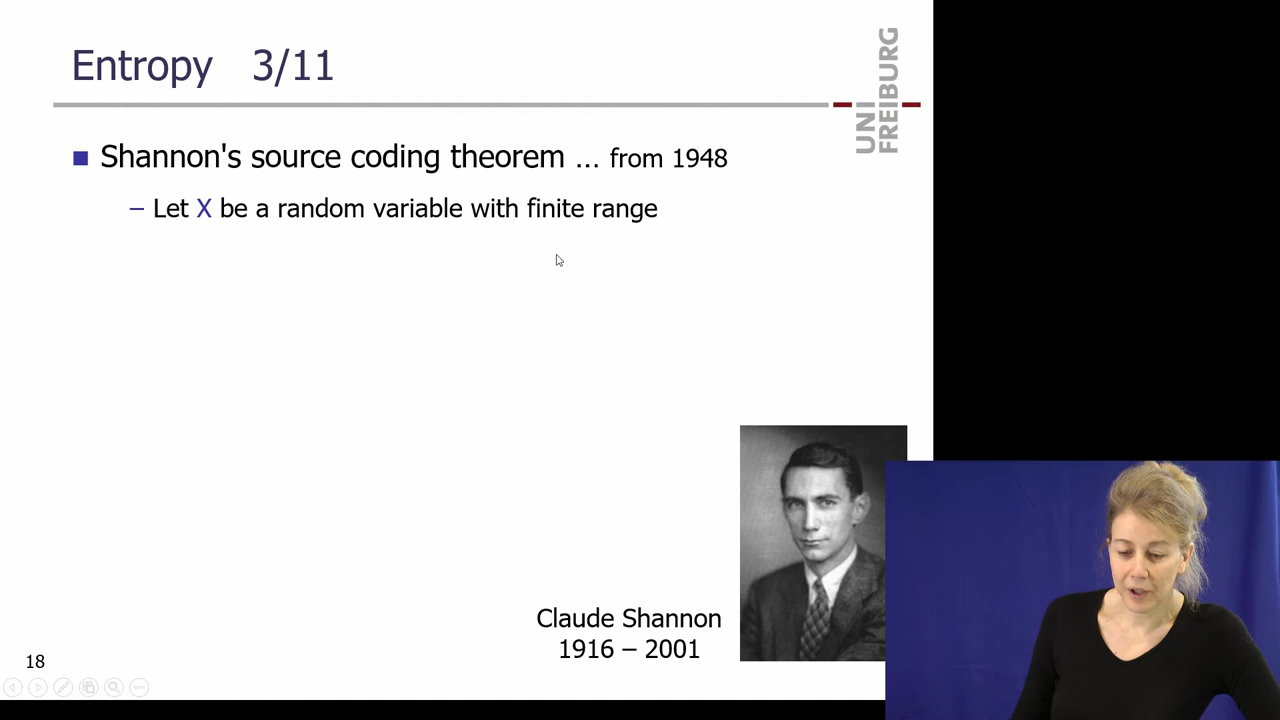 Entropy 3/11
UNI
FREIBURG
Shannon's source coding theorem … from 1948
– Let X be a random variable with finite range
Claude Shannon
1916 – 2001
18